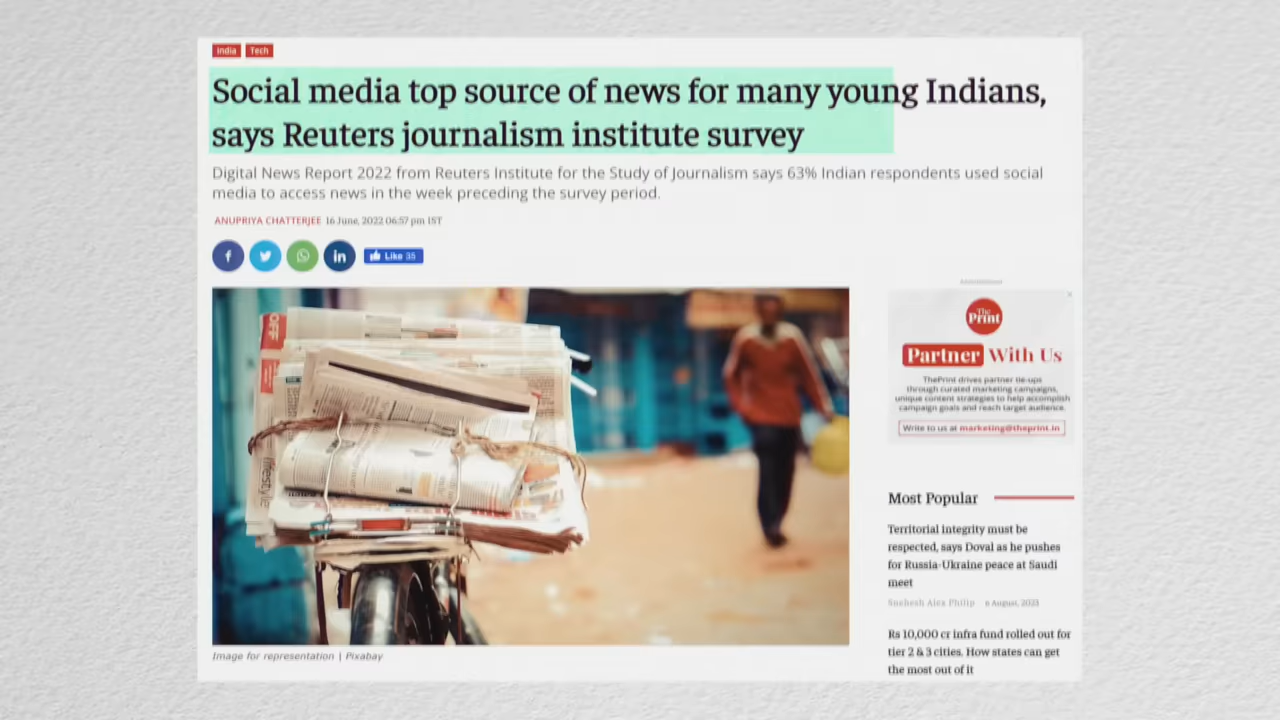 India Tech
Social media top source of news for many young Indians,
says Reuters journalism institute survey
Digital News Report 2022 from Reuters Institute for the Study of Journalism says 63% Indian respondents used social
media to access news in the week preceding the survey period.
ANUPRIYA CHATTERJEE 16 June, 2022 06:57 pm IST
Like 35
OFF
lifestyle
Image for representation | Pixabay
The
Print
Partner With Us
ThePrint drives partner tie-ups
through curated marketing campaigns,
unique content strategies to help accomplish
campaign goals and reach target audience.
Write to us at marketing@theprint.in
Most Popular
Territorial integrity must be
respected, says Doval as he pushes
for Russia-Ukraine peace at Saudi
meet
Snehesh Alex Philip 6 August, 2023
Rs 10,000 cr infra fund rolled out for
tier 2 & 3 cities. How states can get
the most out of it